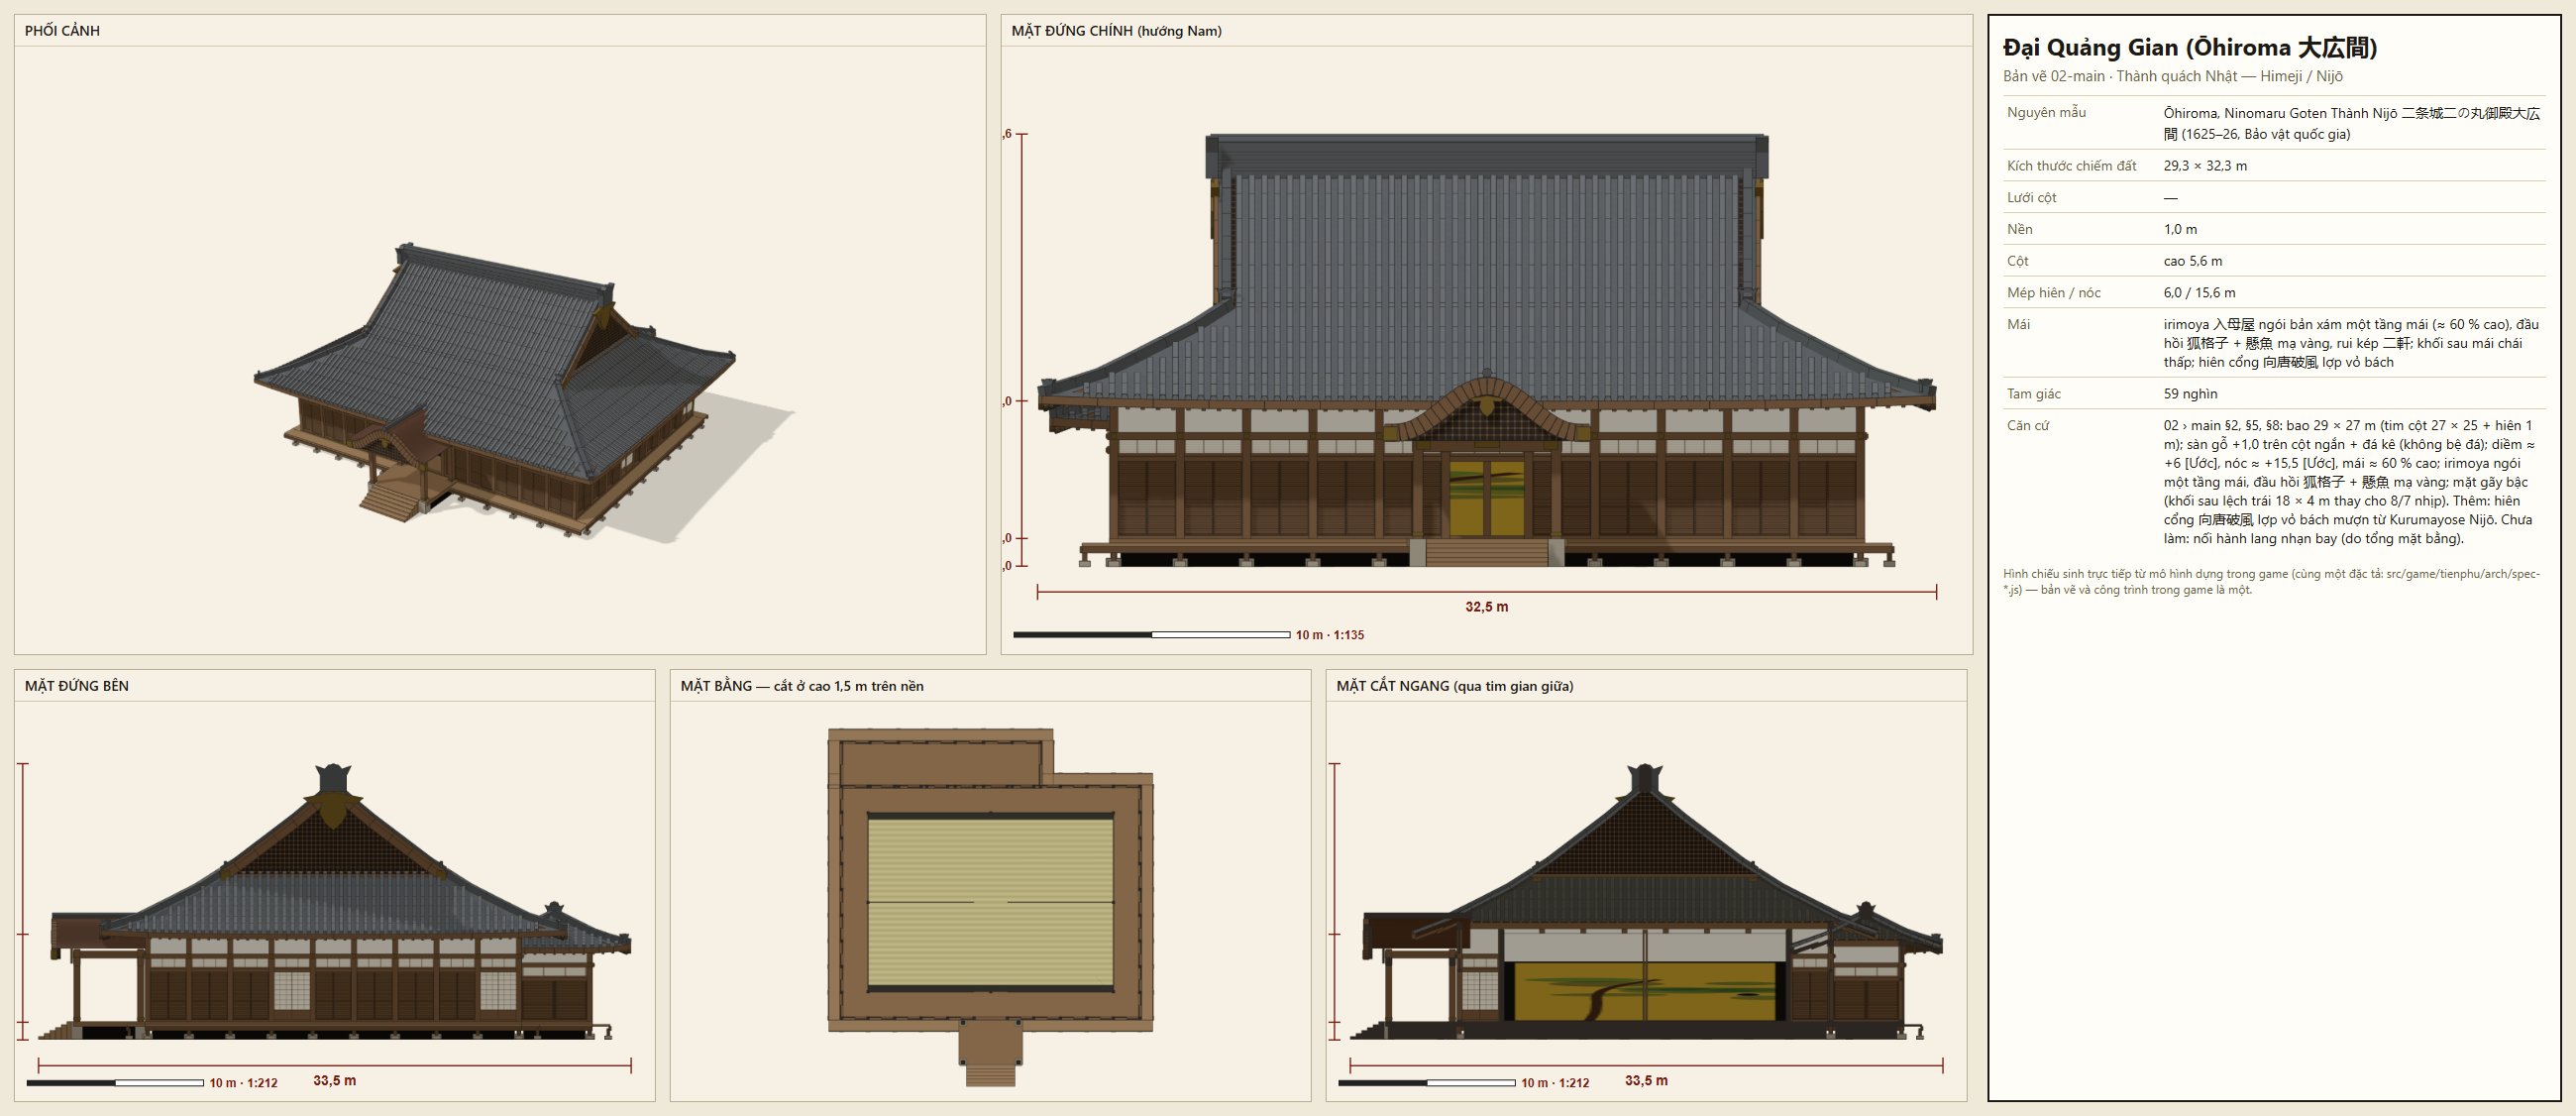 PHỐI CẢNH
MẶT ĐỨNG CHÍNH (hướng Nam)
,6
,0
,0
,0
32,5 m
10 m · 1:135
MẶT ĐỨNG BÊN
10 m · 1:212
33,5 m
MẶT BẰNG — cắt ở cao 1,5 m trên nền
MẶT CẮT NGANG (qua tim gian giữa)
10 m · 1:212
33,5 m
Đại Quảng Gian (Ōhiroma 大広間)
Bản vẽ 02-main · Thành quách Nhật — Himeji / Nijō
Nguyên mẫu
Ōhiroma, Ninomaru Goten Thành Nijō 二条城二の丸御殿大広
間 (1625–26, Bảo vật quốc gia)
Kích thước chiếm đất
29,3 × 32,3 m
Lưới cột
—
Nền
1,0 m
Cột
cao 5,6 m
Mép hiên / nóc
6,0 / 15,6 m
Mái
irimoya 入母屋 ngói bản xám một tầng mái (≈ 60 % cao), đầu
hồi 狐格子 + 懸魚 mạ vàng, rui kép 二軒; khối sau mái chái
thấp; hiên cổng 向唐破風 lợp vỏ bách
Tam giác
59 nghìn
Căn cứ
02 › main §2, §5, §8: bao 29 × 27 m (tim cột 27 × 25 + hiên 1
m); sàn gỗ +1,0 trên cột ngắn + đá kê (không bệ đá); diềm ≈
+6 [Ước], nóc ≈ +15,5 [Ước], mái ≈ 60 % cao; irimoya ngói
một tầng mái, đầu hồi 狐格子 + 懸魚 mạ vàng; mặt gãy bậc
(khối sau lệch trái 18 × 4 m thay cho 8/7 nhịp). Thêm: hiên
cổng 向唐破風 lợp vỏ bách mượn từ Kurumayose Nijō. Chưa
làm: nối hành lang nhạn bay (do tổng mặt bằng).
Hình chiếu sinh trực tiếp từ mô hình dựng trong game (cùng một đặc tả: src/game/tienphu/arch/spec-
*.js) — bản vẽ và công trình trong game là một.